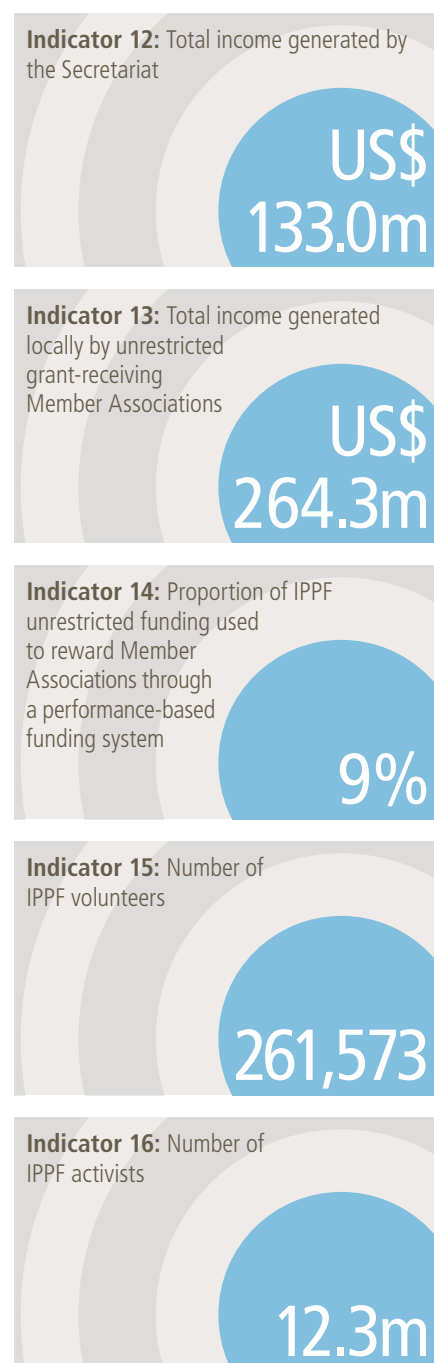 Indicator 12: Total income generated by
the Secretariat
US$
133.0m
Indicator 13: Total income generated
locally by unrestricted
grant-receiving
Member Associations
US$
264.3m
Indicator 14: Proportion of IPPF
unrestricted funding used
to reward Member
Associations through
a performance-based
funding system
9%
Indicator 15: Number of
IPPF volunteers
261,573
Indicator 16: Number of
IPPF activists
12.3m